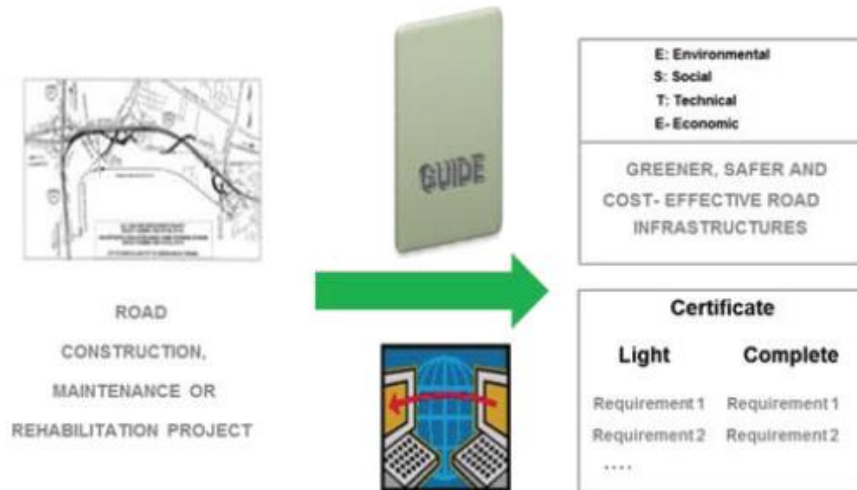 ROAD
CONSTRUCTION,
MAINTENANCE OR
REHABILITATION PROJECT
GUIDE
E: Environmental
S: Social
T: Technical
E- Economic
GREENER, SAFER AND
COST- EFFECTIVE ROAD
INFRASTRUCTURES
Certificate
Light Complete
Requirement 1 Requirement 1
Requirement 2 Requirement 2
....